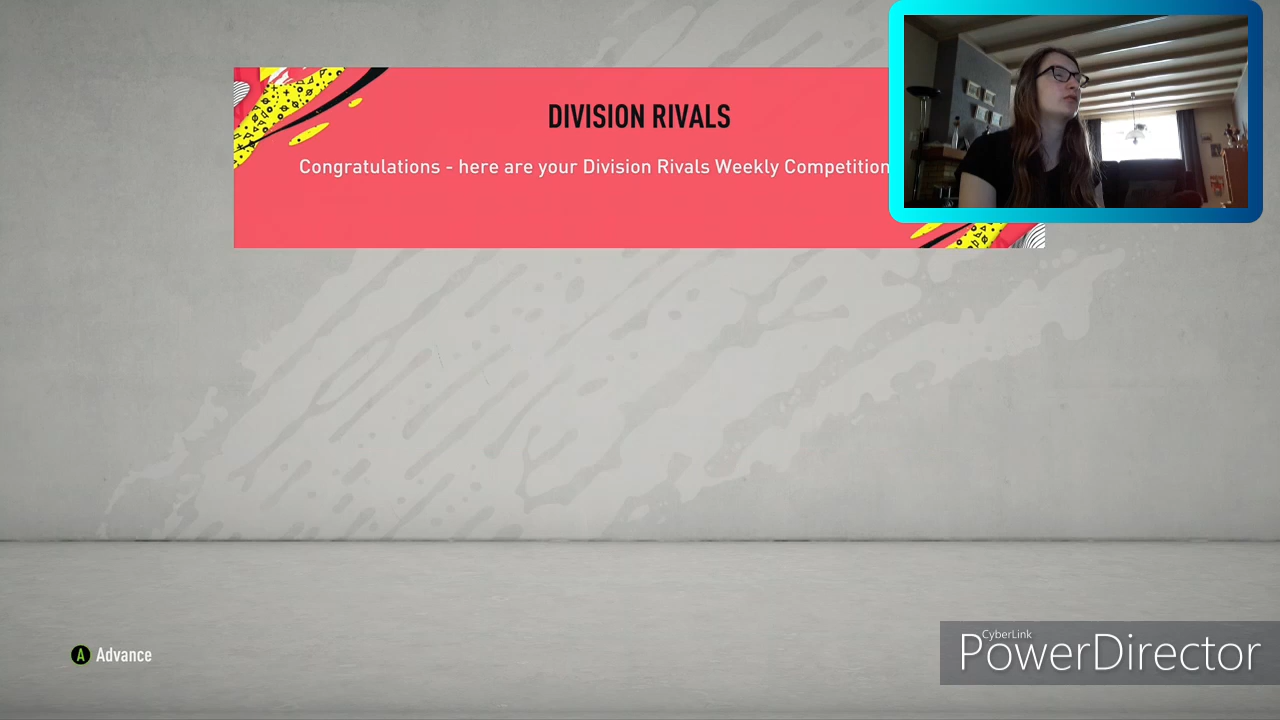 DIVISION RIVALS
Congratulations - here are your Division Rivals Weekly Competition
A Advance
CyberLink
PowerDirector